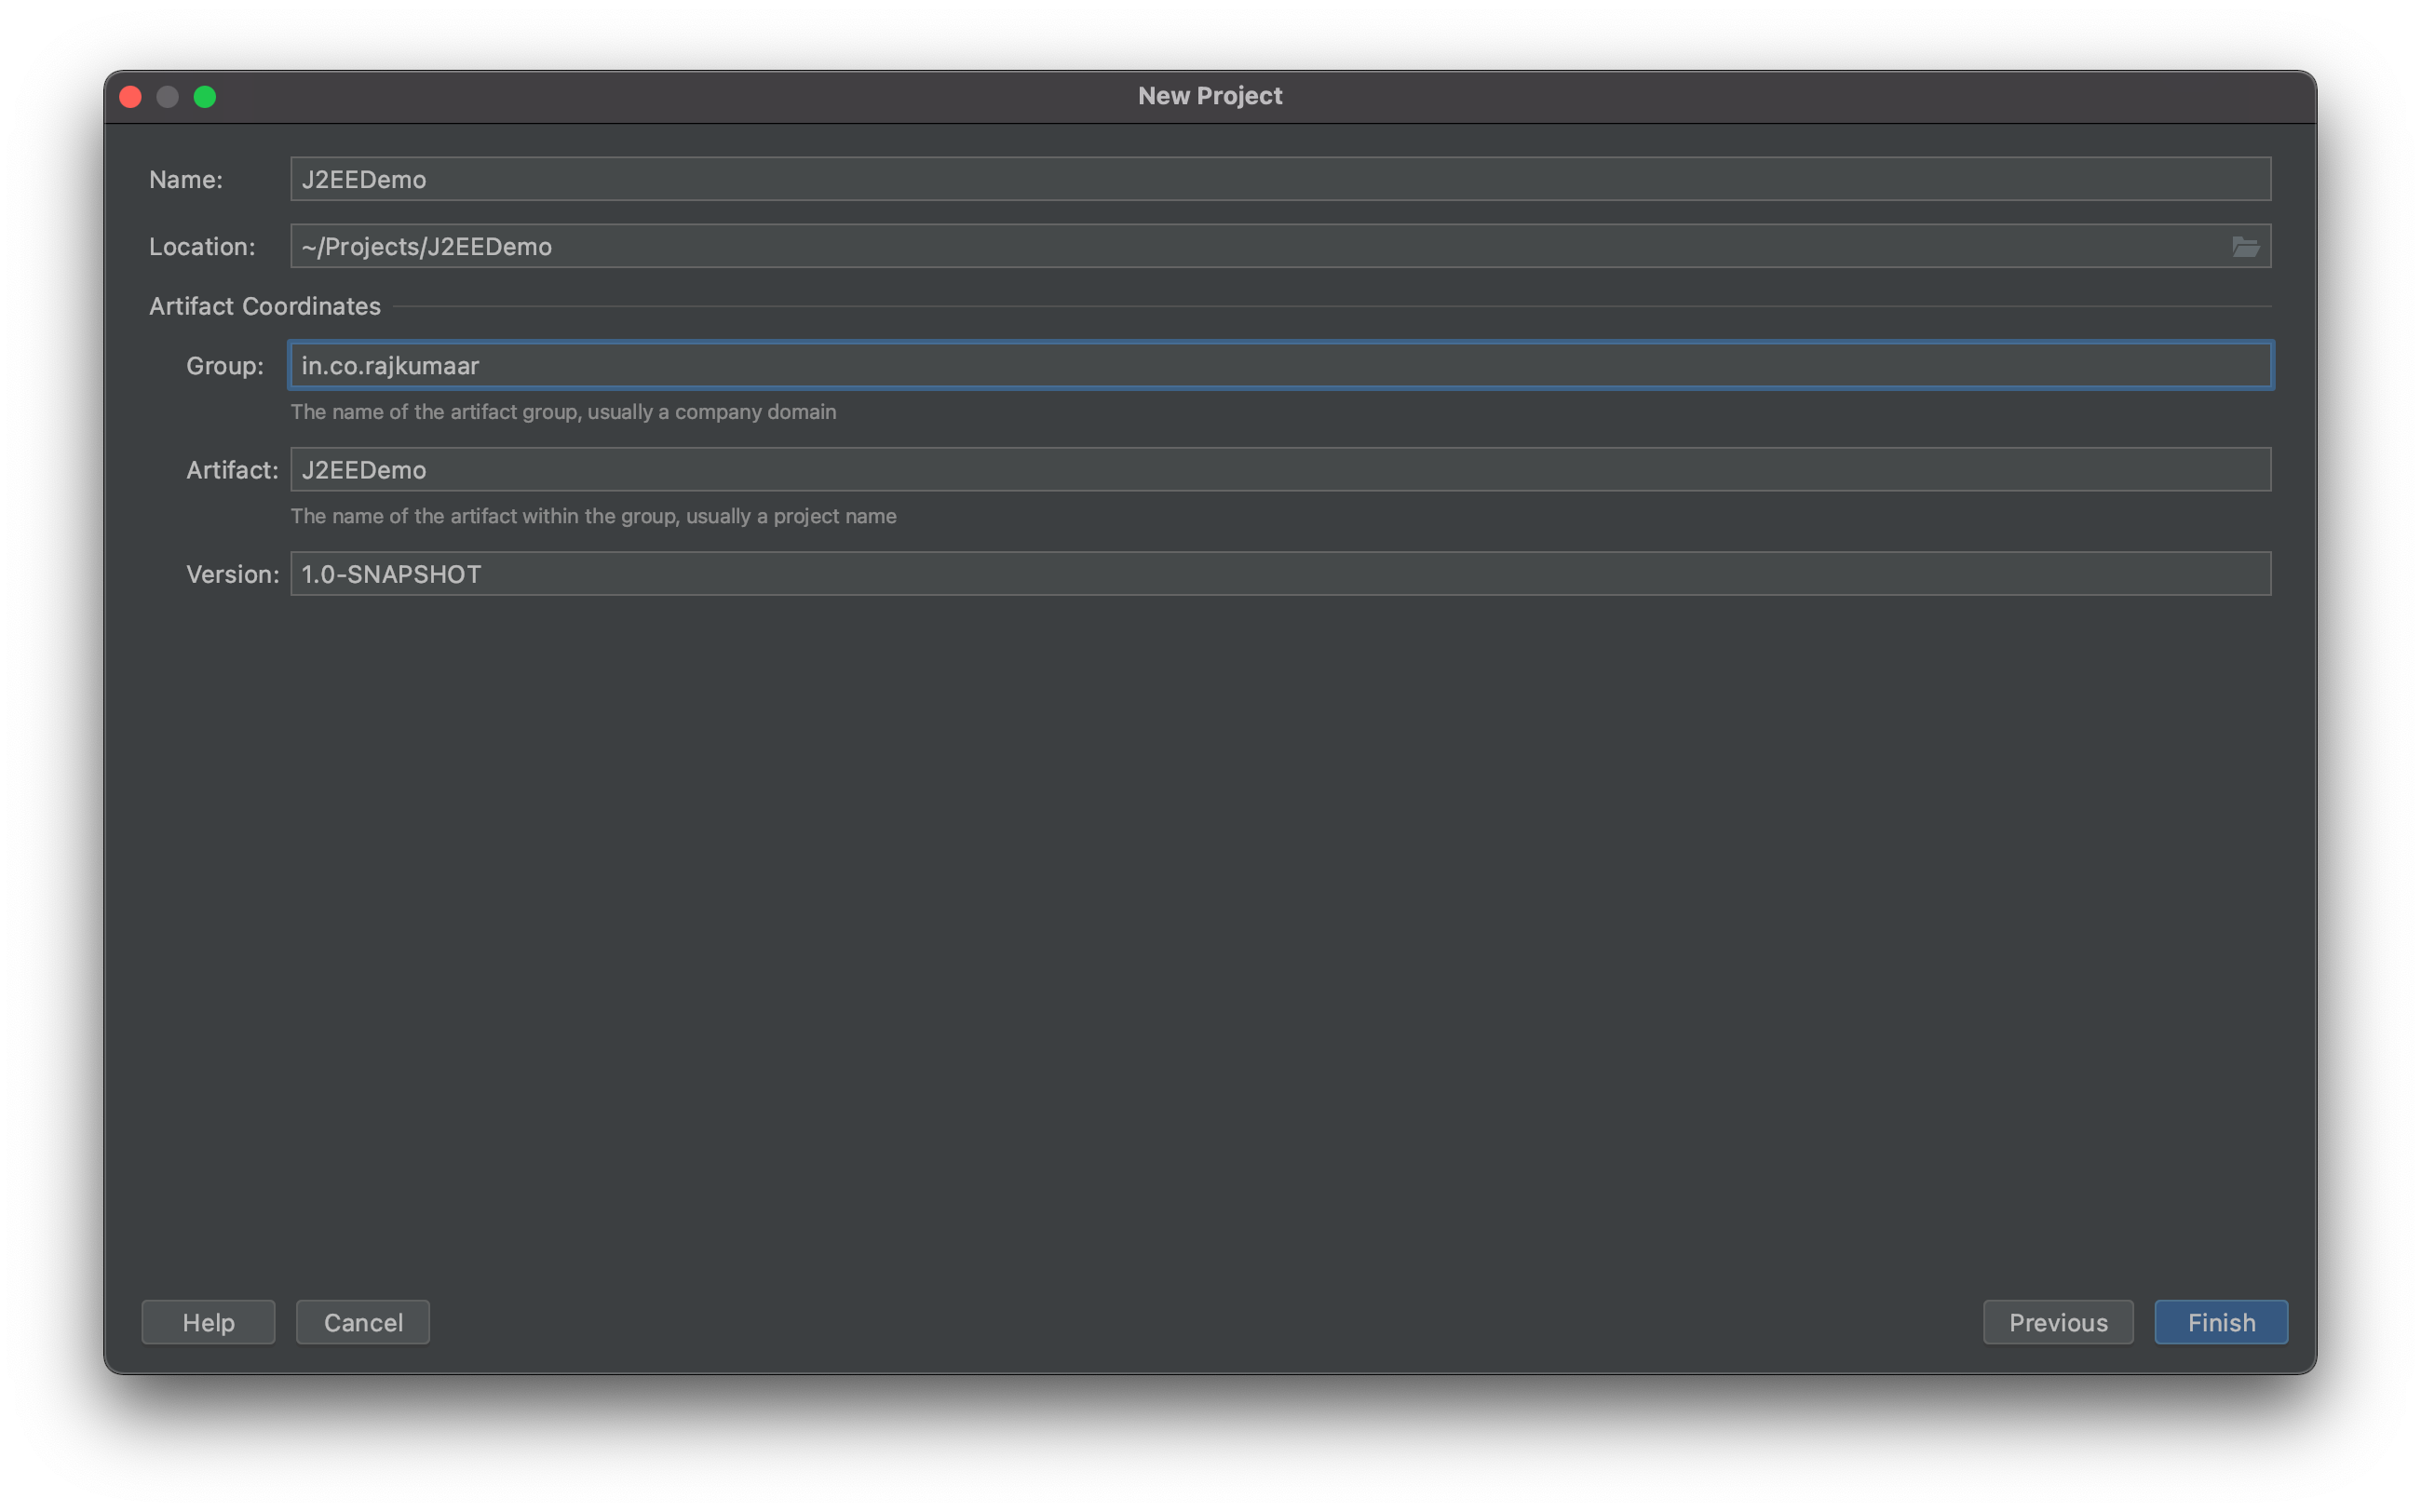 New Project
Name: J2EEDemo
Location: ~/Projects/J2EEDemo
Artifact Coordinates
Group: in.co.rajkumaar
The name of the artifact group, usually a company domain
Artifact: J2EEDemo
The name of the artifact within the group, usually a project name
Version: 1.0-SNAPSHOT
Help Cancel Previous Finish